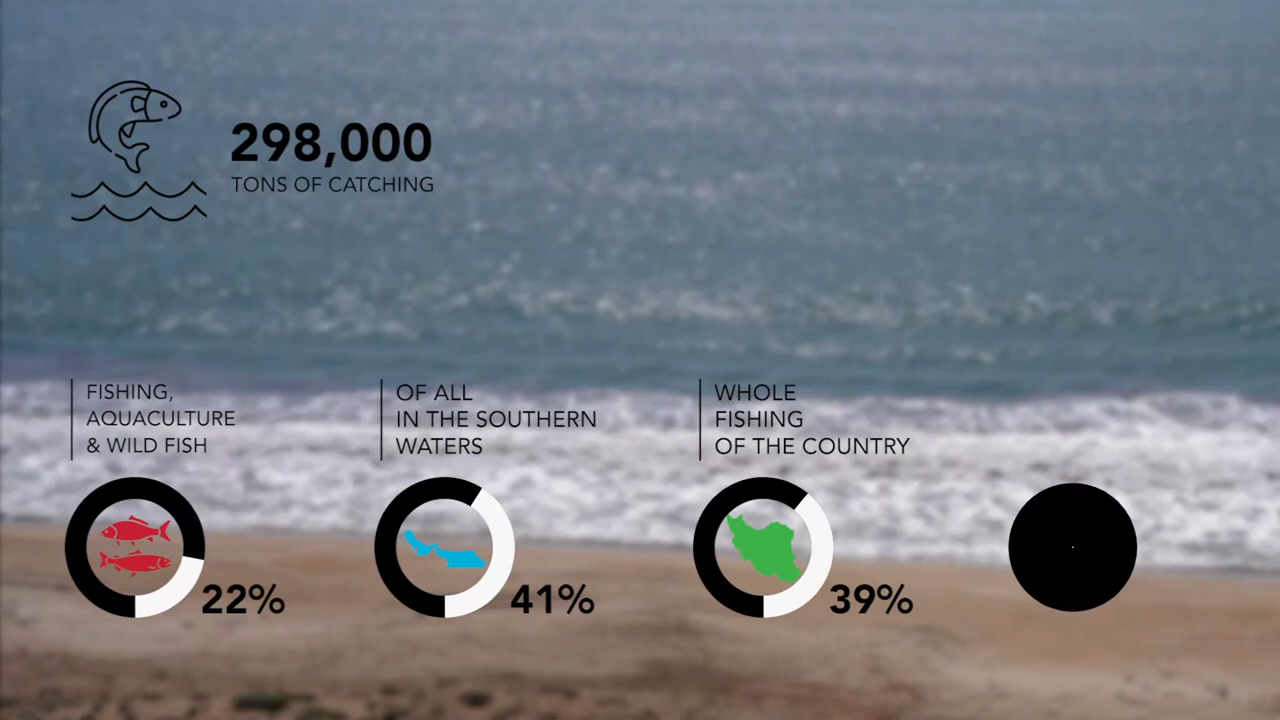 298,000
TONS OF CATCHING
FISHING,
AQUACULTURE
& WILD FISH
22%
OF ALL
IN THE SOUTHERN
WATERS
41%
WHOLE
FISHING
OF THE COUNTRY
39%